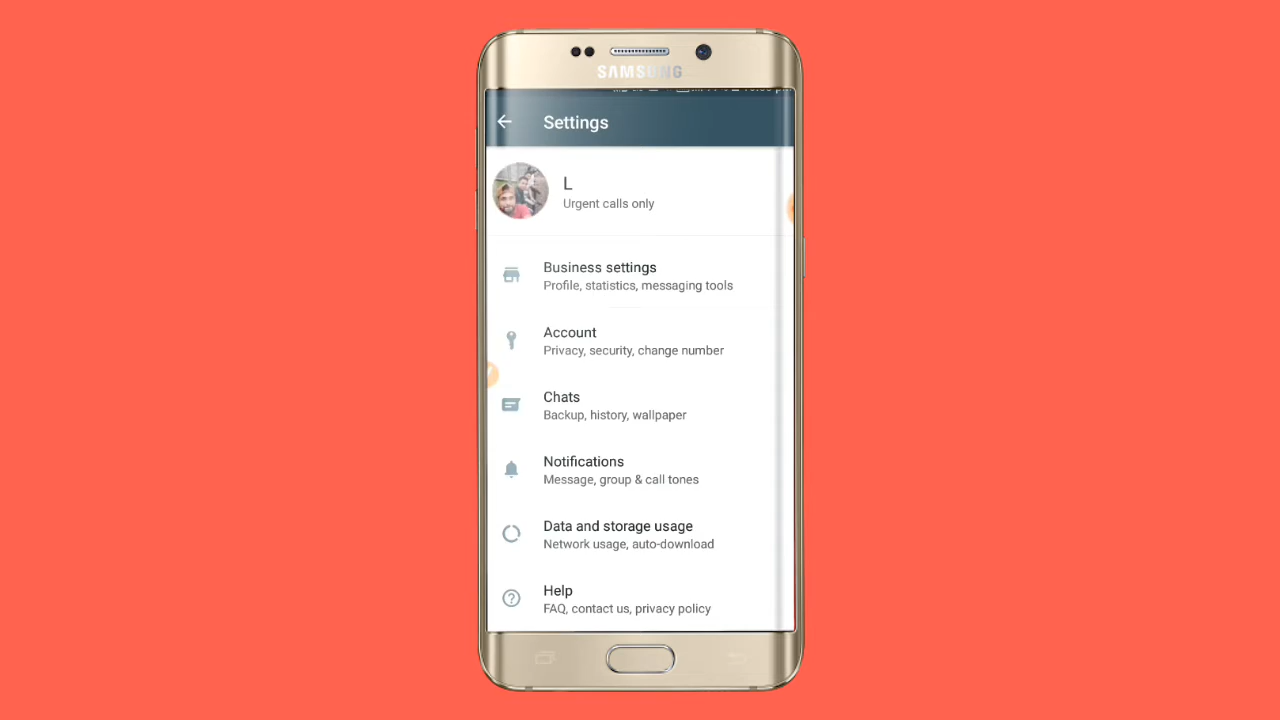 SAMSUNG
Settings
L
Urgent calls only
Business settings
Profile, statistics, messaging tools
Account
Privacy, security, change number
Chats
Backup, history, wallpaper
Notifications
Message, group & call tones
Data and storage usage
Network usage, auto-download
Help
FAQ, contact us, privacy policy